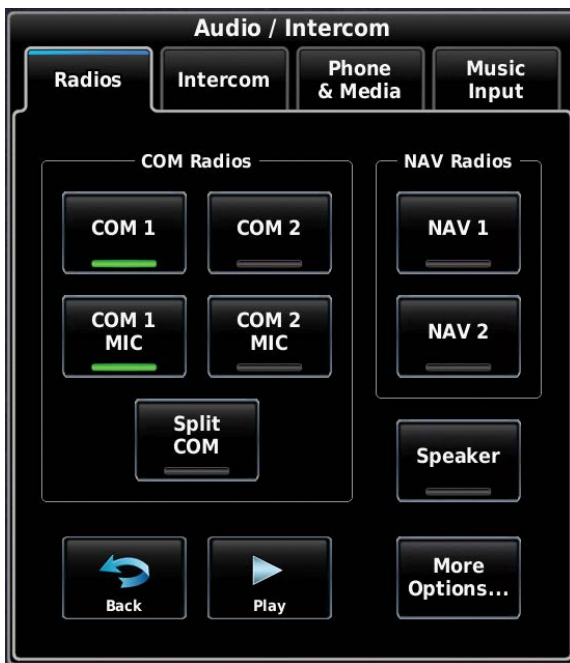 Audio / Intercom
Radios
Intercom
Phone
& Media
Music
Input
COM Radios
NAV Radios
COM 1
COM 2
NAV 1
COM 1
MIC
COM 2
MIC
NAV 2
Split
COM
Speaker
Back
Play
More
Options...